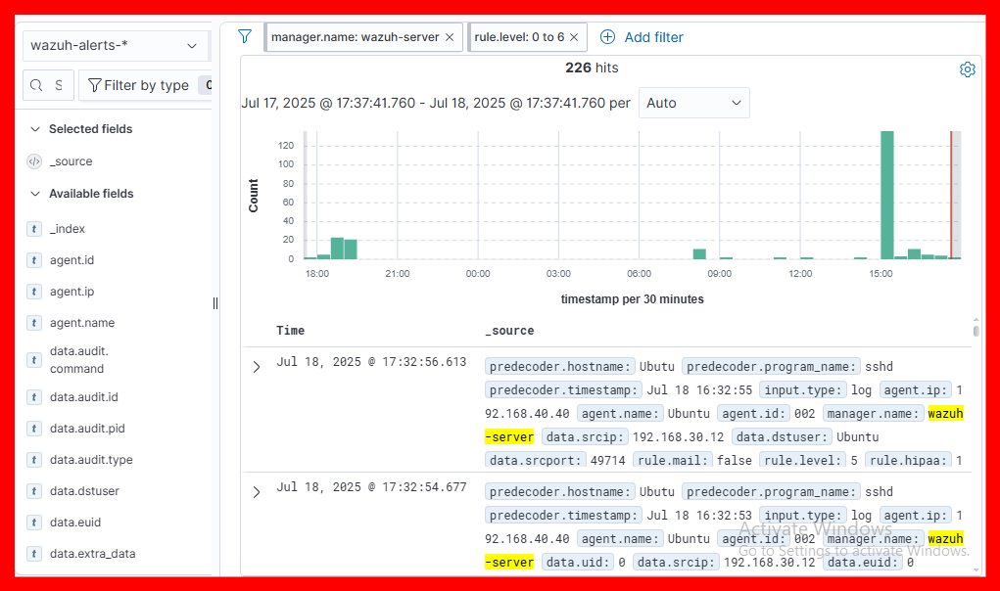 wazuh-alerts-*
manager.name: wazuh-server ×
rule.level: 0 to 6 ×
Add filter
226 hits
S
Filter by type
0
Jul 17, 2025 @ 17:37:41.760 - Jul 18, 2025 @ 17:37:41.760 per
Auto
Selected fields
_source
Available fields
_index
agent.id
agent.ip
agent.name
data.audit.
command
data.audit.id
data.audit.pid
data.audit.type
data.dstuser
data.euid
data.extra_data
Count
120
100
80
60
40
20
0
18:00 21:00 00:00 03:00 06:00 09:00 12:00 15:00
timestamp per 30 minutes
Time _source
Jul 18, 2025 @ 17:32:56.613
predecoder.hostname: Ubutu predecoder.program_name: sshd
predecoder.timestamp: Jul 18 16:32:55 input.type: log agent.ip: 1
92.168.40.40 agent.name: Ubuntu agent.id: 002 manager.name: wazuh
-server data.srcip: 192.168.30.12 data.dstuser: Ubuntu
data.srcport: 49714 rule.mail: false rule.level: 5 rule.hipaa: 1
Jul 18, 2025 @ 17:32:54.677
predecoder.hostname: Ubutu predecoder.program_name: sshd
predecoder.timestamp: Jul 18 16:32:53 input.type: log agent.ip: 1
92.168.40.40 agent.name: Ubuntu agent.id: 002 manager.name: wazuh
-server data.uid: 0 data.srcip: 192.168.30.12 data.euid: 0
Activate Windows
Go to Settings to activate Windows.